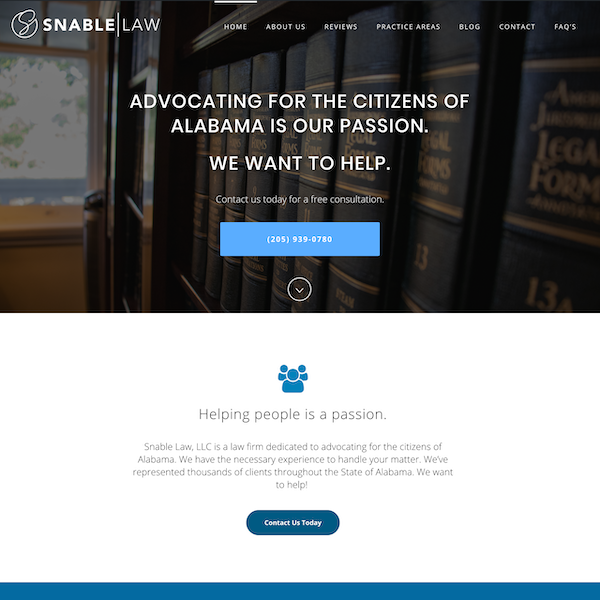 SNABLE|LAW
HOME ABOUT US REVIEWS PRACTICE AREAS BLOG CONTACT FAQ'S
ADVOCATING FOR THE CITIZENS OF
ALABAMA IS OUR PASSION.
WE WANT TO HELP.
Contact us today for a free consultation.
(205) 939-0780
LEGAL
FORMS
13A
Helping people is a passion.
Snable Law, LLC is a law firm dedicated to advocating for the citizens of
Alabama. We have the necessary experience to handle your matter. We've
represented thousands of clients throughout the State of Alabama. We want
to help!
Contact Us Today